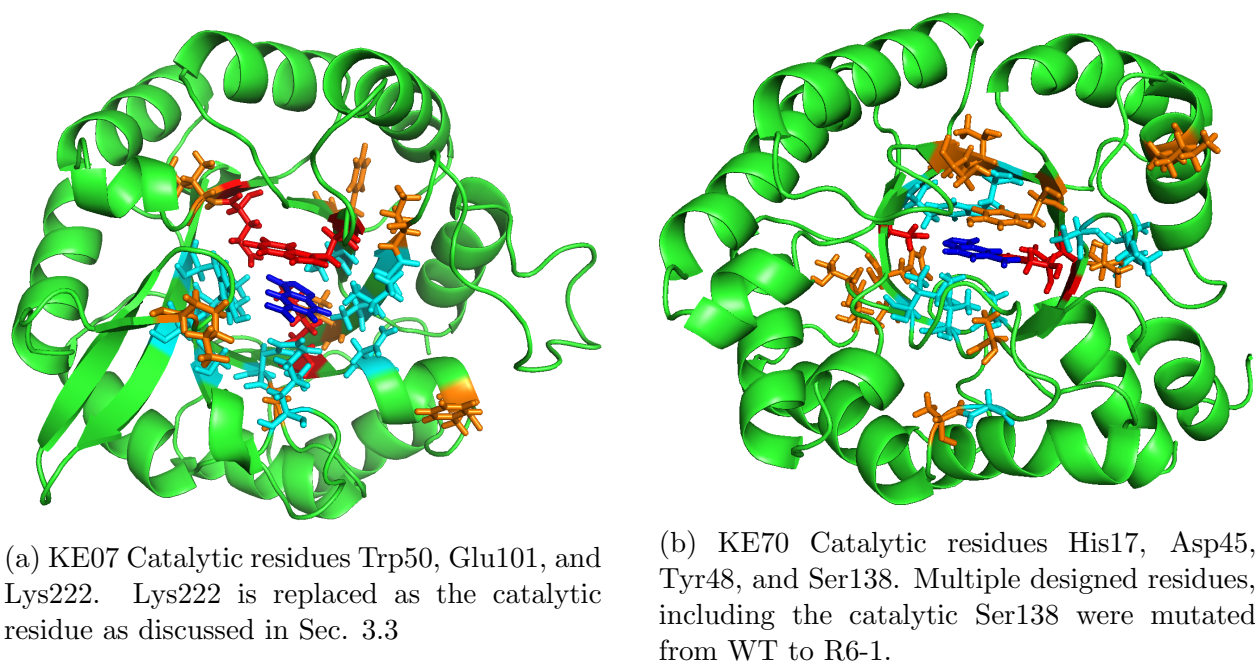 (a) KE07 Catalytic residues Trp50, Glu101, and
Lys222. Lys222 is replaced as the catalytic
residue as discussed in Sec. 3.3
(b) KE70 Catalytic residues His17, Asp45,
Tyr48, and Ser138. Multiple designed residues,
including the catalytic Ser138 were mutated
from WT to R6-1.